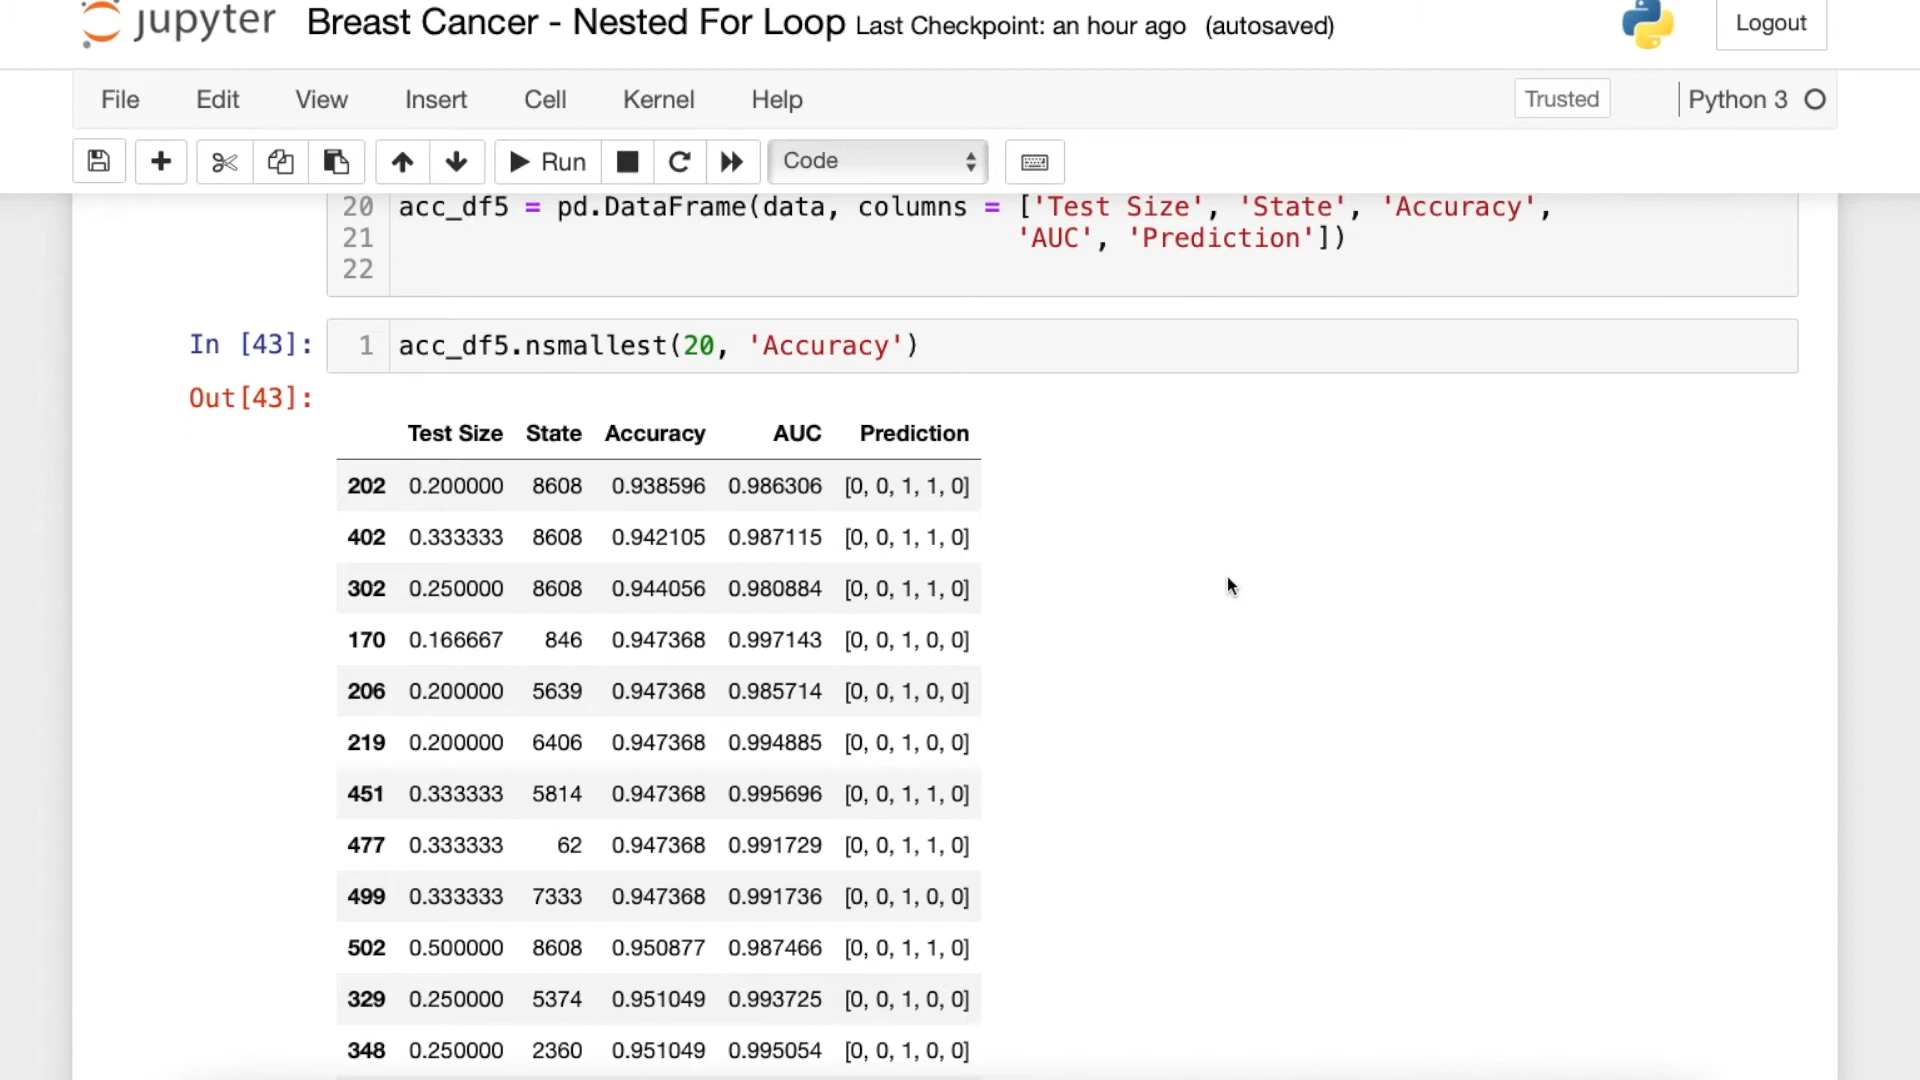 jupyter Breast Cancer - Nested For Loop Last Checkpoint: an hour ago (autosaved) Logout
File Edit View Insert Cell Kernel Help Trusted Python 3
Run Code
20 acc_df5 = pd.DataFrame(data, columns = ['Test Size', 'State', 'Accuracy',
21 'AUC', 'Prediction'])
22
In [43]: 1 acc_df5.nsmallest(20, 'Accuracy')
Out[43]:
Test Size State Accuracy AUC Prediction
202 0.200000 8608 0.938596 0.986306 [0, 0, 1, 1, 0]
402 0.333333 8608 0.942105 0.987115 [0, 0, 1, 1, 0]
302 0.250000 8608 0.944056 0.980884 [0, 0, 1, 1, 0]
170 0.166667 846 0.947368 0.997143 [0, 0, 1, 0, 0]
206 0.200000 5639 0.947368 0.985714 [0, 0, 1, 0, 0]
219 0.200000 6406 0.947368 0.994885 [0, 0, 1, 0, 0]
451 0.333333 5814 0.947368 0.995696 [0, 0, 1, 1, 0]
477 0.333333 62 0.947368 0.991729 [0, 0, 1, 1, 0]
499 0.333333 7333 0.947368 0.991736 [0, 0, 1, 0, 0]
502 0.500000 8608 0.950877 0.987466 [0, 0, 1, 1, 0]
329 0.250000 5374 0.951049 0.993725 [0, 0, 1, 0, 0]
348 0.250000 2360 0.951049 0.995054 [0, 0, 1, 0, 0]